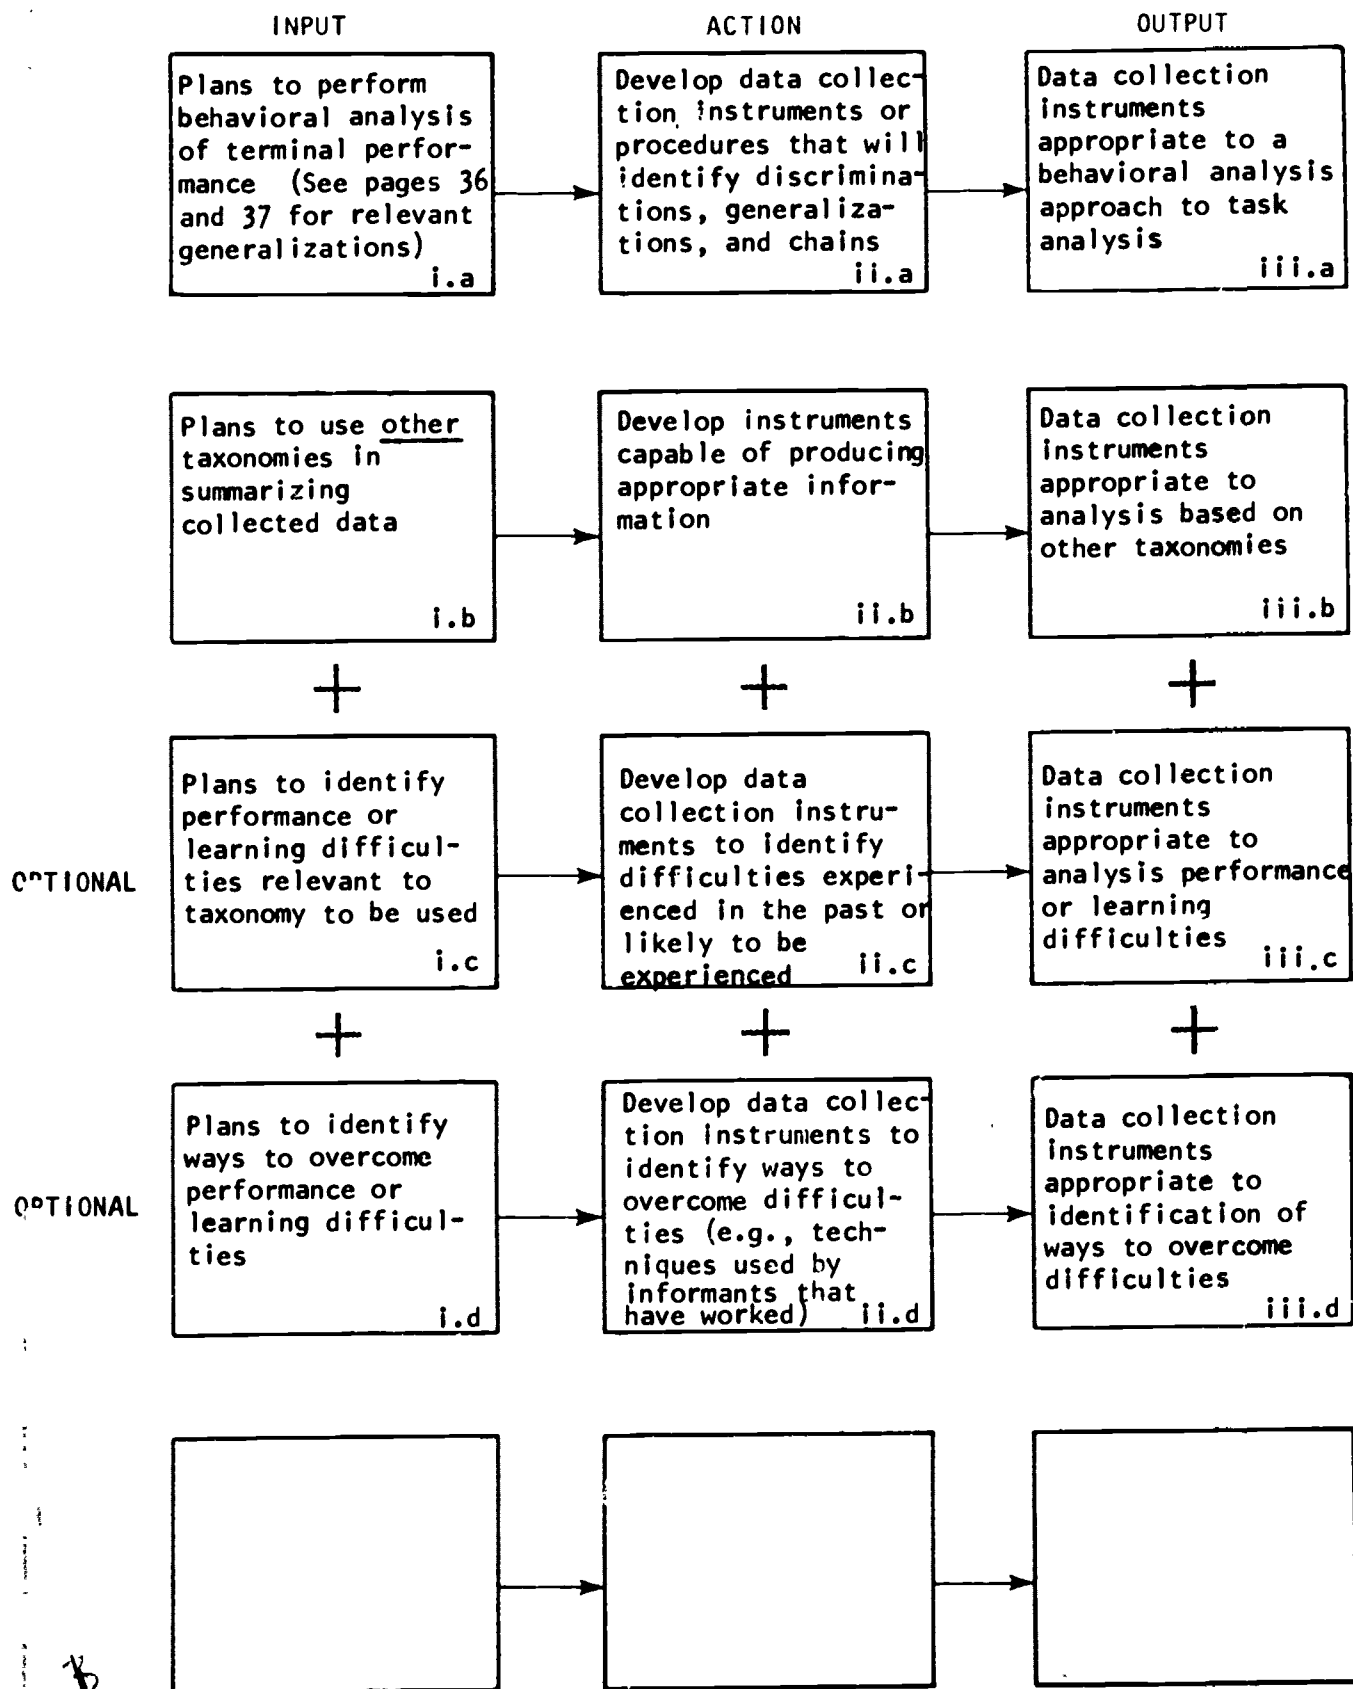 INPUT
ACTION
OUTPUT
Plans to perform
behavioral analysis
of terminal perfor-
mance (See pages 36
and 37 for relevant
generalizations)
i.a
Develop data collec-
tion instruments or
procedures that will
identify discrimina-
tions, generaliza-
tions, and chains
ii.a
Data collection
instruments
appropriate to a
behavioral analysis
approach to task
analysis
iii.a
Plans to use other
taxonomies in
summarizing
collected data
i.b
Develop instruments
capable of producing
appropriate infor-
mation
ii.b
Data collection
instruments
appropriate to
analysis based on
other taxonomies
iii.b
+
+
+
OPTIONAL
Plans to identify
performance or
learning difficul-
ties relevant to
taxonomy to be used
i.c
Develop data
collection instru-
ments to identify
difficulties experi-
enced in the past or
likely to be
experienced
ii.c
Data collection
instruments
appropriate to
analysis performance
or learning
difficulties
iii.c
+
+
+
OPTIONAL
Plans to identify
ways to overcome
performance or
learning difficul-
ties
i.d
Develop data collec-
tion instruments to
identify ways to
overcome difficul-
ties (e.g., tech-
niques used by
informants that
have worked)
ii.d
Data collection
instruments
appropriate to
identification of
ways to overcome
difficulties
iii.d